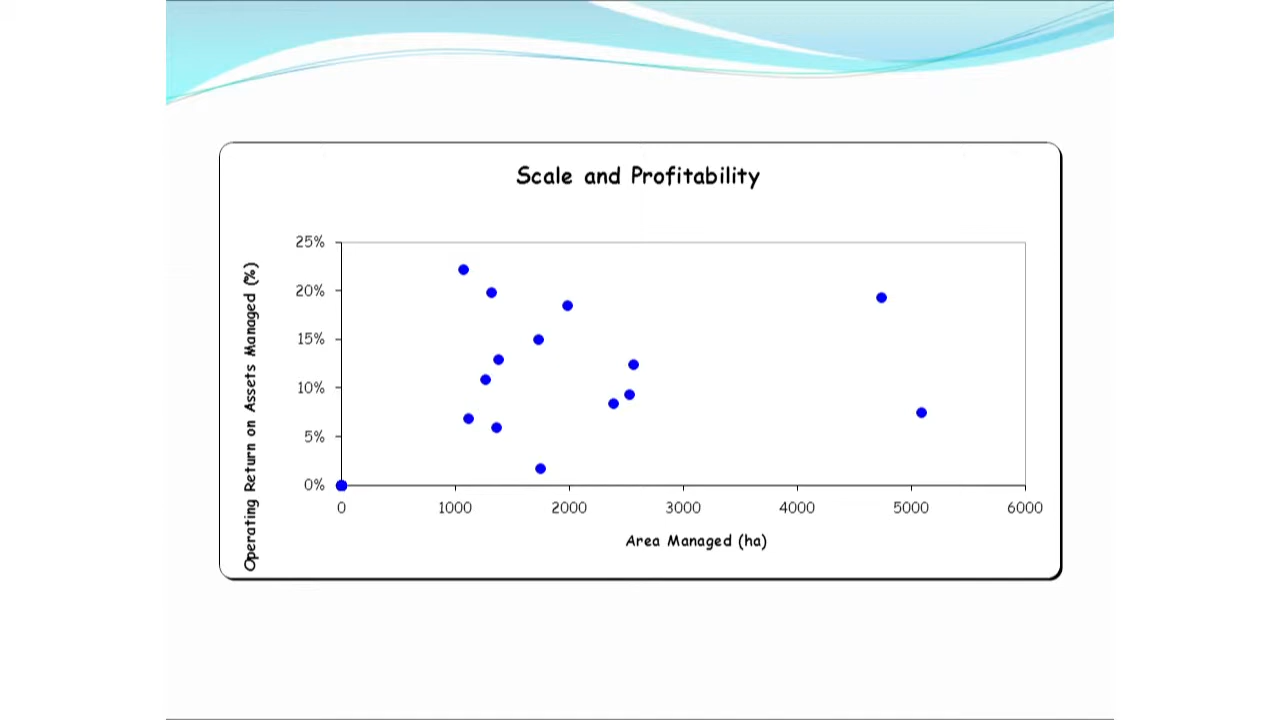 Scale and Profitability
Operating Return on Assets Managed (%)
25%
20%
15%
10%
5%
0%
0 1000 2000 3000 4000 5000 6000
Area Managed (ha)